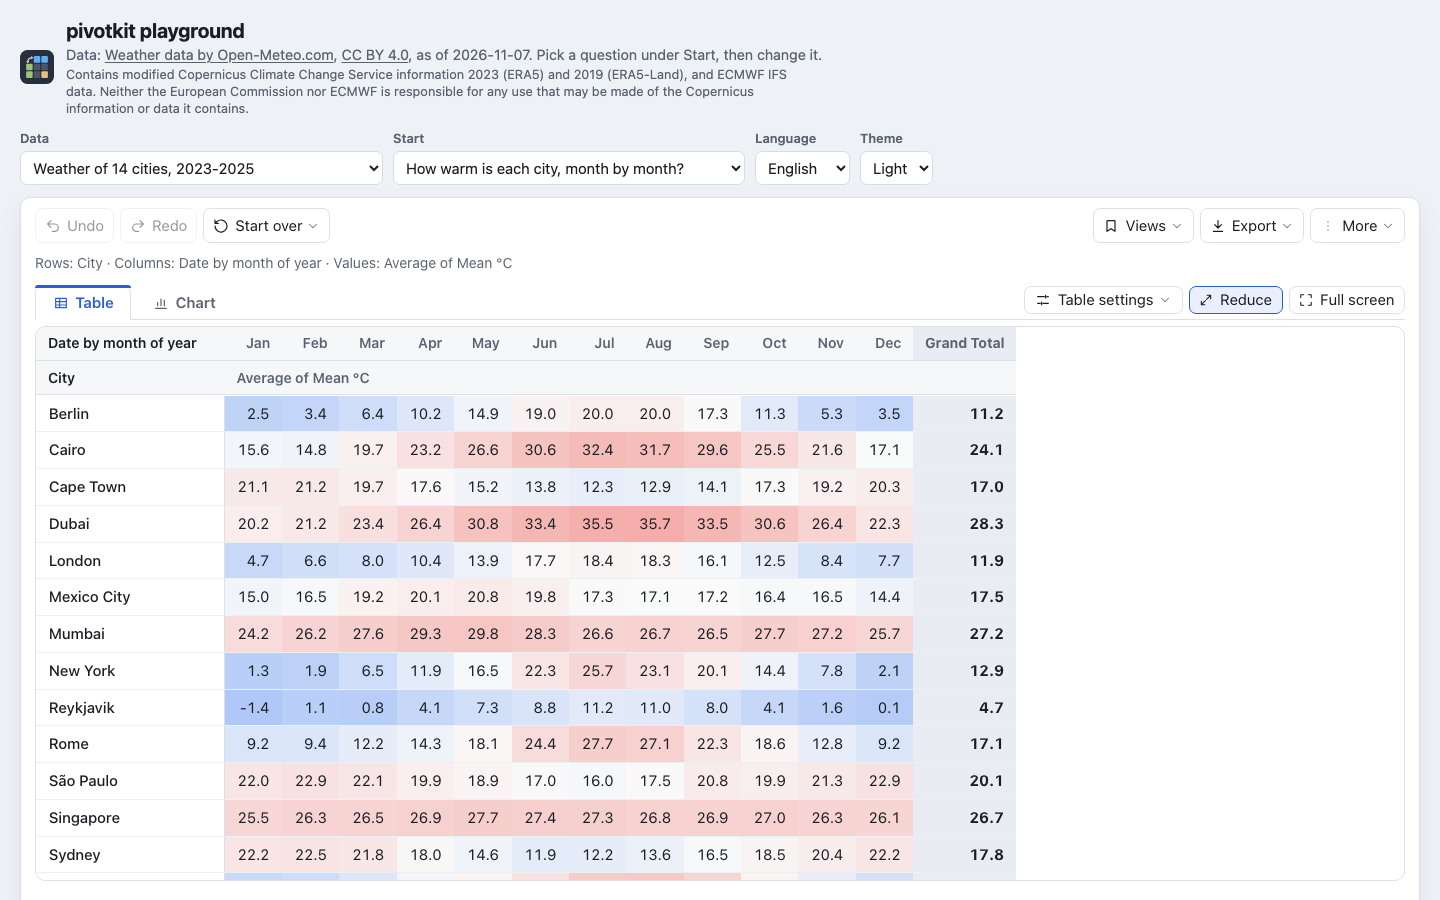 pivotkit playground
Data: Weather data by Open-Meteo.com, CC BY 4.0, as of 2026-11-07. Pick a question under Start, then change it.
Contains modified Copernicus Climate Change Service information 2023 (ERA5) and 2019 (ERA5-Land), and ECMWF IFS
data. Neither the European Commission nor ECMWF is responsible for any use that may be made of the Copernicus
information or data it contains.
Data Start Language Theme
Weather of 14 cities, 2023-2025 How warm is each city, month by month? English Light
Undo Redo Start over Views Export More
Rows: City · Columns: Date by month of year · Values: Average of Mean °C
Table Chart Table settings Reduce Full screen
Date by month of year Jan Feb Mar Apr May Jun Jul Aug Sep Oct Nov Dec Grand Total
City Average of Mean °C
Berlin 2.5 3.4 6.4 10.2 14.9 19.0 20.0 20.0 17.3 11.3 5.3 3.5 11.2
Cairo 15.6 14.8 19.7 23.2 26.6 30.6 32.4 31.7 29.6 25.5 21.6 17.1 24.1
Cape Town 21.1 21.2 19.7 17.6 15.2 13.8 12.3 12.9 14.1 17.3 19.2 20.3 17.0
Dubai 20.2 21.2 23.4 26.4 30.8 33.4 35.5 35.7 33.5 30.6 26.4 22.3 28.3
London 4.7 6.6 8.0 10.4 13.9 17.7 18.4 18.3 16.1 12.5 8.4 7.7 11.9
Mexico City 15.0 16.5 19.2 20.1 20.8 19.8 17.3 17.1 17.2 16.4 16.5 14.4 17.5
Mumbai 24.2 26.2 27.6 29.3 29.8 28.3 26.6 26.7 26.5 27.7 27.2 25.7 27.2
New York 1.3 1.9 6.5 11.9 16.5 22.3 25.7 23.1 20.1 14.4 7.8 2.1 12.9
Reykjavik -1.4 1.1 0.8 4.1 7.3 8.8 11.2 11.0 8.0 4.1 1.6 0.1 4.7
Rome 9.2 9.4 12.2 14.3 18.1 24.4 27.7 27.1 22.3 18.6 12.8 9.2 17.1
São Paulo 22.0 22.9 22.1 19.9 18.9 17.0 16.0 17.5 20.8 19.9 21.3 22.9 20.1
Singapore 25.5 26.3 26.5 26.9 27.7 27.4 27.3 26.8 26.9 27.0 26.3 26.1 26.7
Sydney 22.2 22.5 21.8 18.0 14.6 11.9 12.2 13.6 16.5 18.5 20.4 22.2 17.8